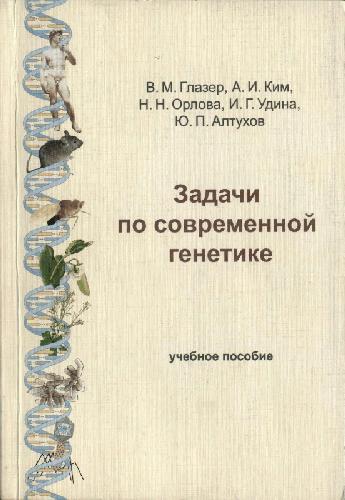 В. М. Глазер, А. И. Ким,
Н. Н. Орлова, И. Г. Удина,
Ю. П. Алтухов
Задачи
по современной
генетике
учебное пособие